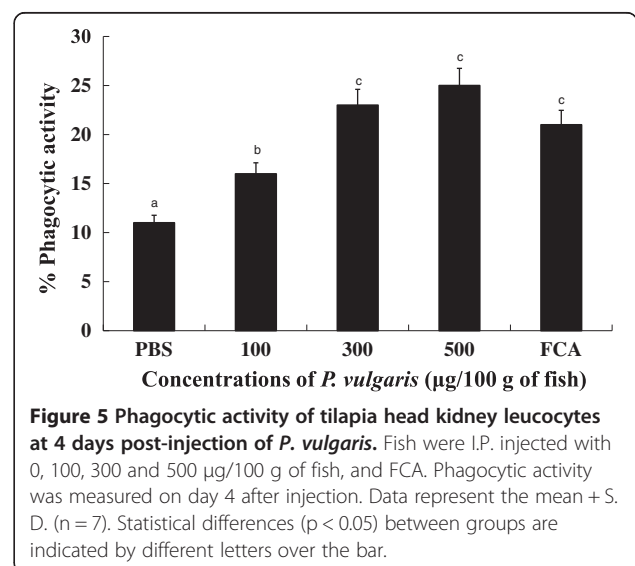 30
25
20
15
10
5
0
% Phagocytic activity
a
b
c
c
c
PBS 100 300 500 FCA
Concentrations of P. vulgaris (µg/100 g of fish)
Figure 5 Phagocytic activity of tilapia head kidney leucocytes
at 4 days post-injection of P. vulgaris. Fish were I.P. injected with
0, 100, 300 and 500 µg/100 g of fish, and FCA. Phagocytic activity
was measured on day 4 after injection. Data represent the mean + S.
D. (n = 7). Statistical differences (p < 0.05) between groups are
indicated by different letters over the bar.